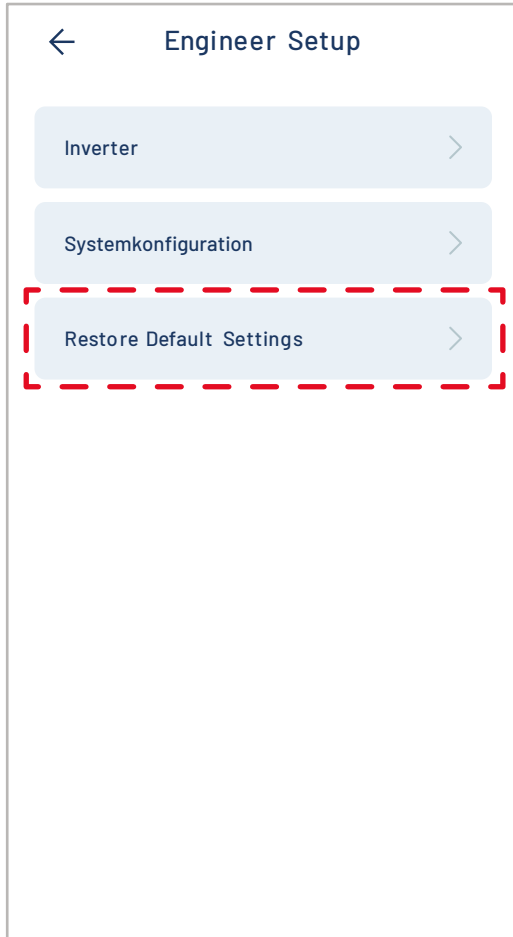 Engineer Setup
Inverter
Systemkonfiguration
Restore Default Settings